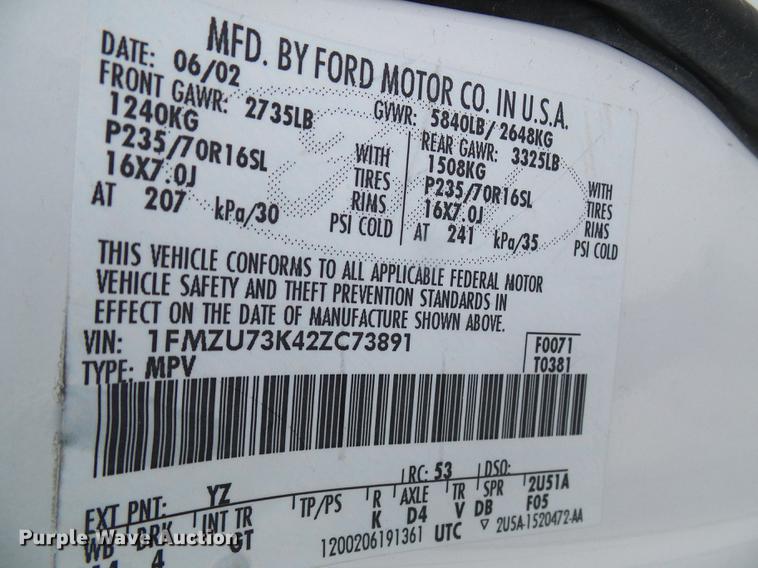 MFD. BY FORD MOTOR CO. IN U.S.A.
DATE: 06/02 GVWR: 5840LB/2648KG
FRONT GAWR: 2735LB REAR GAWR: 3325LB
1240KG WITH 1508KG WITH
P235/70R16SL TIRES P235/70R16SL TIRES
16X7.0J RIMS 16X7.0J RIMS
AT 207 kPa/30 PSI COLD AT 241 kPa/35 PSI COLD
THIS VEHICLE CONFORMS TO ALL APPLICABLE FEDERAL MOTOR
VEHICLE SAFETY AND THEFT PREVENTION STANDARDS IN
EFFECT ON THE DATE OF MANUFACTURE SHOWN ABOVE.
VIN: 1FMZU73K42ZC73891 F0071
TYPE: MPV T0381
RC: 53 DSO:
EXT PNT: YZ TP/PS R AXLE TR SPR 2U51A
WB BRK INT TR K D4 V DB F05
4 GT 1200206191361 UTC ▽ 2U5A-1520472-AA
Purple Wave Auction